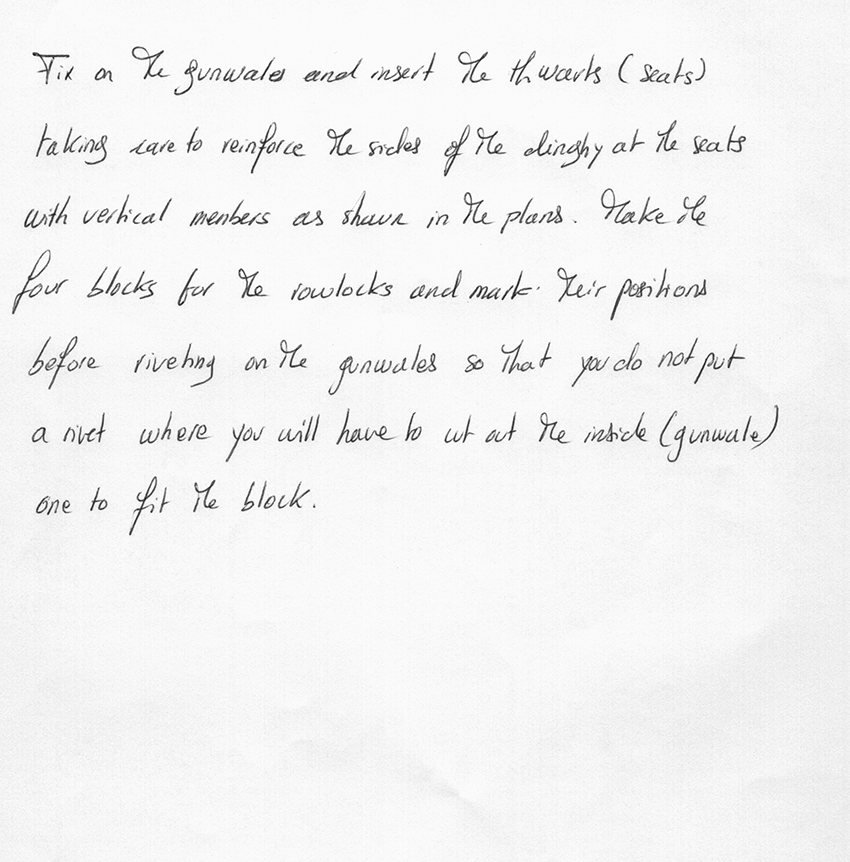 Fix on the gunwales and insert the thwarts (seats)
taking care to reinforce the sides of the dinghy at the seats
with vertical members as shown in the plans. Make the
four blocks for the rowlocks and mark their positions
before riveting on the gunwales so that you do not put
a rivet where you will have to cut out the inside (gunwale)
one to fit the block.